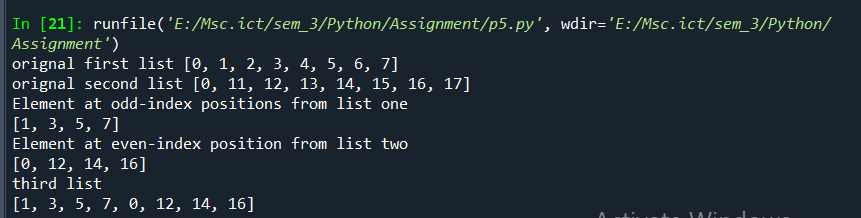 In [21]: runfile('E:/Msc.ict/sem_3/Python/Assignment/p5.py', wdir='E:/Msc.ict/sem_3/Python/
Assignment')
orignal first list [0, 1, 2, 3, 4, 5, 6, 7]
orignal second list [0, 11, 12, 13, 14, 15, 16, 17]
Element at odd-index positions from list one
[1, 3, 5, 7]
Element at even-index position from list two
[0, 12, 14, 16]
third list
[1, 3, 5, 7, 0, 12, 14, 16]
Activate Windows